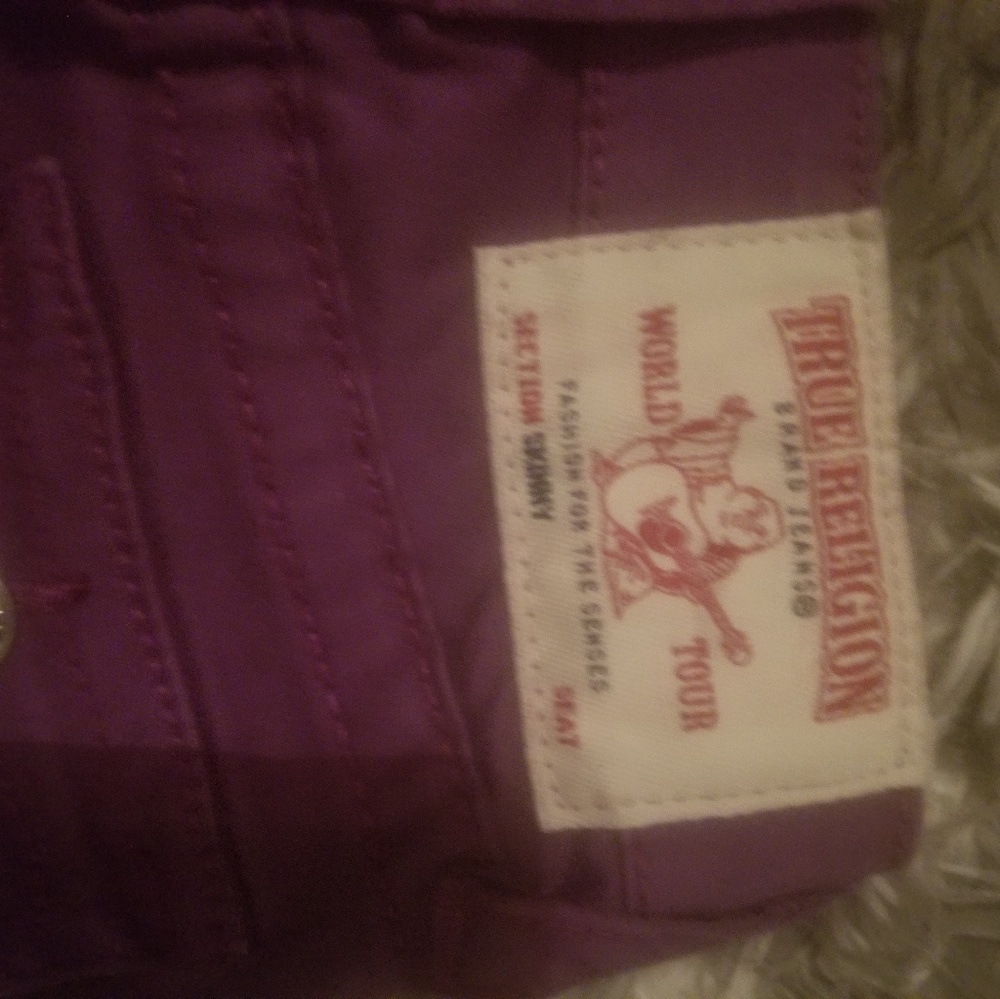 TRUE RELIGION
BRAND JEANS®
WORLD TOUR
FASHION FOR THE SENSES
SECTION SKINNY SEAT